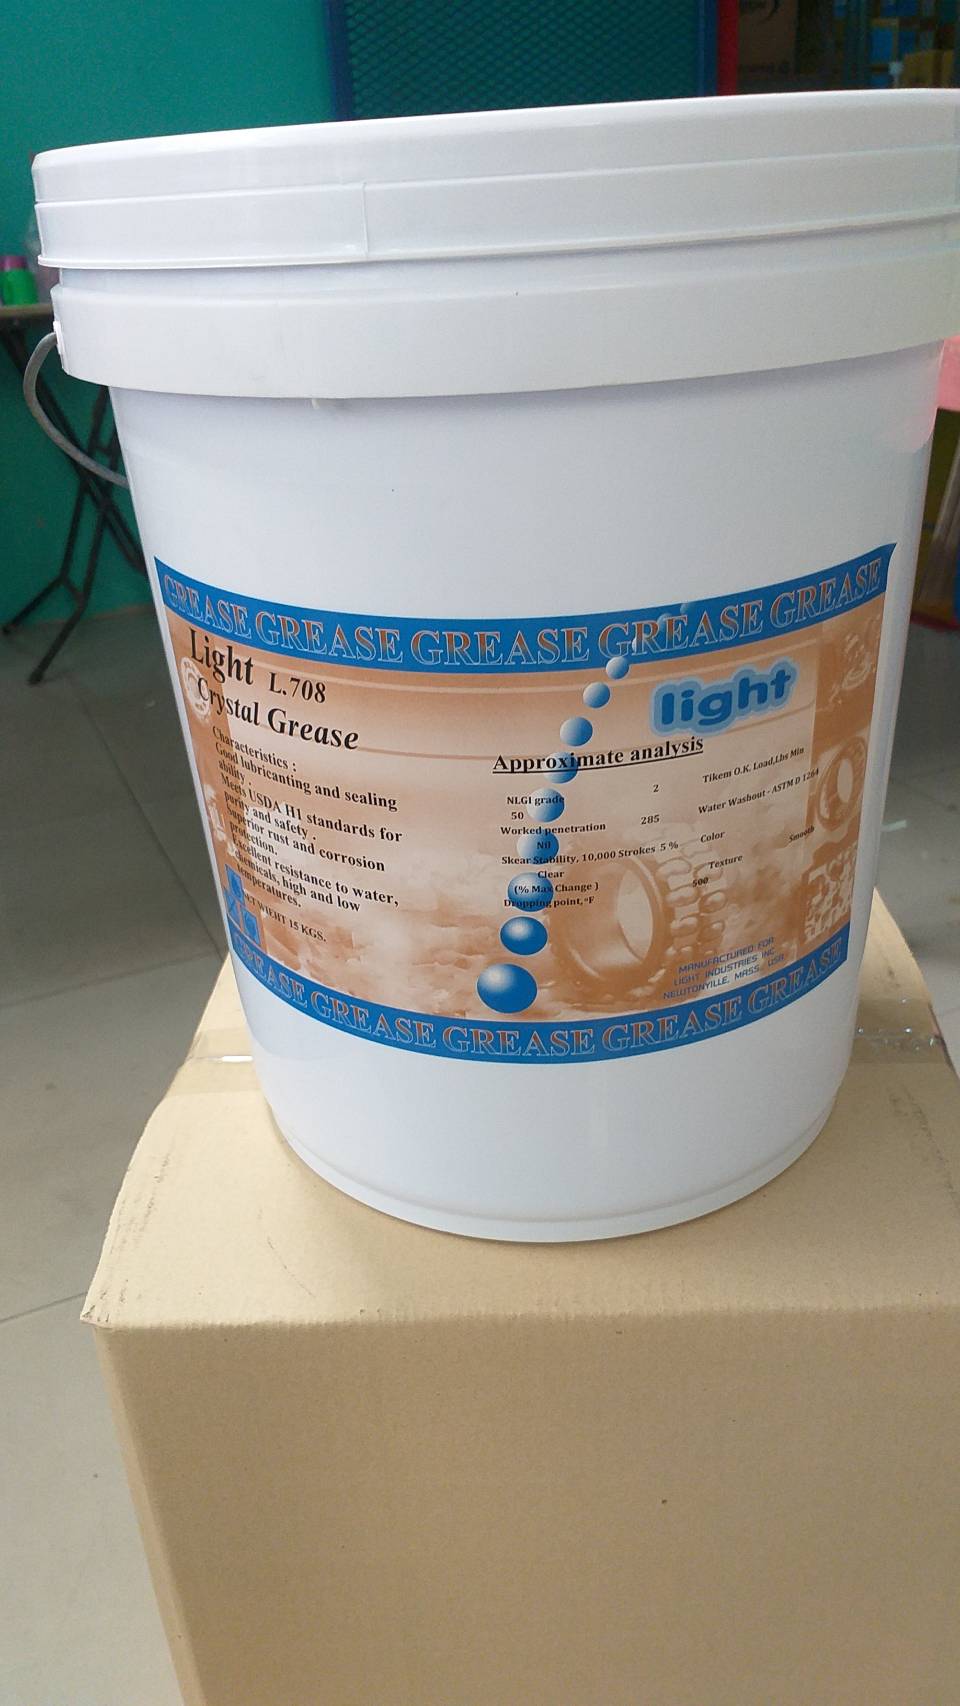 GREASE GREASE GREASE GREASE GREASE
Light L.708
Crystal Grease
Characteristics :
Good lubricanting and sealing
ability .
Meets USDA H1 standards for
purity and safety .
Superior rust and corrosion
protection.
Excellent resistance to water,
chemicals, high and low
temperatures.
WIEHT 15 KGS.
light
Approximate analysis
NLGI grade 2 Tikem O.K. Load,Lbs Min
50
Worked penetration 285 Water Washout - ASTM D 1264
Nil
Skear Stability, 10,000 Strokes 5 % Color
Clear
(% Max Change ) Texture Smooth
Dropping point,°F 500
MANUFACTURED FOR
LIGHT INDUSTRIES INC
NEWTONYILLE, MASS., USA
GREASE GREASE GREASE GREASE GREASE